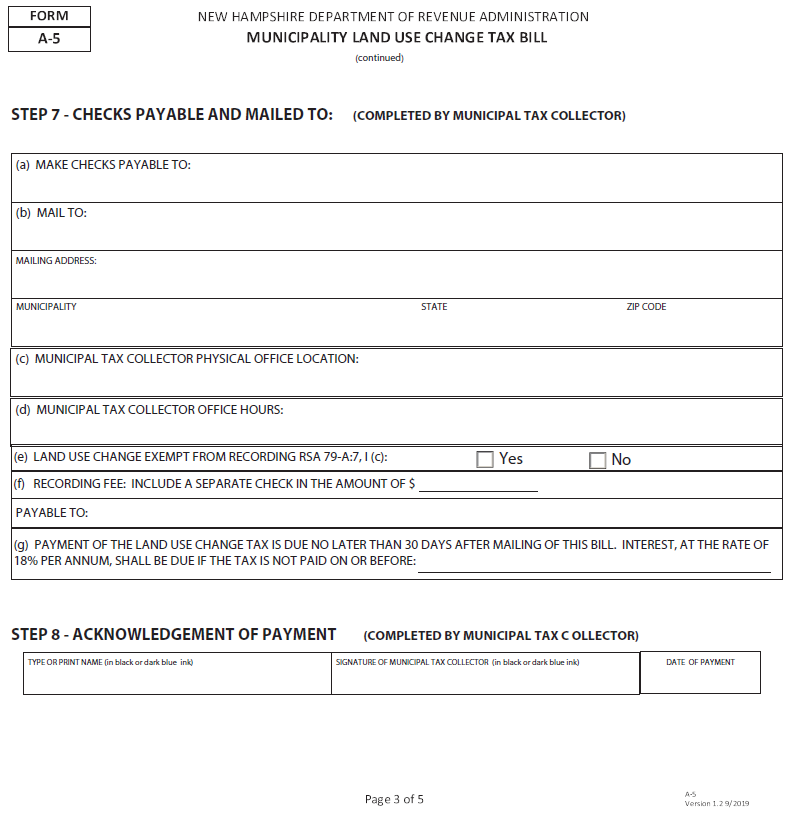 FORM
A-5
NEW HAMPSHIRE DEPARTMENT OF REVENUE ADMINISTRATION
MUNICIPALITY LAND USE CHANGE TAX BILL
(continued)
STEP 7 - CHECKS PAYABLE AND MAILED TO: (COMPLETED BY MUNICIPAL TAX COLLECTOR)
(a) MAKE CHECKS PAYABLE TO:
(b) MAIL TO:
MAILING ADDRESS:
MUNICIPALITY STATE ZIP CODE
(c) MUNICIPAL TAX COLLECTOR PHYSICAL OFFICE LOCATION:
(d) MUNICIPAL TAX COLLECTOR OFFICE HOURS:
(e) LAND USE CHANGE EXEMPT FROM RECORDING RSA 79-A:7, I (c): Yes No
(f) RECORDING FEE: INCLUDE A SEPARATE CHECK IN THE AMOUNT OF $
PAYABLE TO:
(g) PAYMENT OF THE LAND USE CHANGE TAX IS DUE NO LATER THAN 30 DAYS AFTER MAILING OF THIS BILL. INTEREST, AT THE RATE OF
18% PER ANNUM, SHALL BE DUE IF THE TAX IS NOT PAID ON OR BEFORE:
STEP 8 - ACKNOWLEDGEMENT OF PAYMENT (COMPLETED BY MUNICIPAL TAX C OLLECTOR)
TYPE OR PRINT NAME (in black or dark blue ink) SIGNATURE OF MUNICIPAL TAX COLLECTOR (in black or dark blue ink) DATE OF PAYMENT
Page 3 of 5
A-5
Version 1.2 9/2019